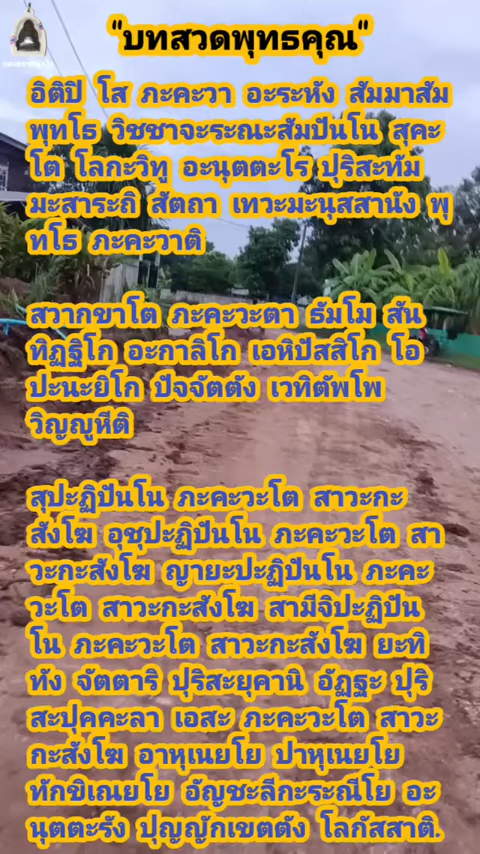 "บทสวดพุทธคุณ"
อิติปิ โส ภะคะวา อะระหัง สัมมาสัม
พุทโธ วิชชาจะระณะสัมปันโน สุคะ
โต โลกะวิทู อะนุตตะโร ปุริสะทัม
มะสาระถิ สัตถา เทวะมะนุสสานัง พุ
ทโธ ภะคะวาติ
สวากขาโต ภะคะวะตา ธัมโม สัน
ทิฏฐิโก อะกาลิโก เอหิปัสสิโก โอ
ปะนะยิโก ปัจจัตตัง เวทิตัพโพ
วิญญูหีติ
สุปะฏิปันโน ภะคะวะโต สาวะกะ
สังโฆ อุชุปะฏิปันโน ภะคะวะโต สา
วะกะสังโฆ ญายะปะฏิปันโน ภะคะ
วะโต สาวะกะสังโฆ สามีจิปะฏิปัน
โน ภะคะวะโต สาวะกะสังโฆ ยะทิ
ทัง จัตตาริ ปุริสะยุคานิ อัฏฐะ ปุริ
สะปุคคะลา เอสะ ภะคะวะโต สาวะ
กะสังโฆ อาหุเนยโย ปาหุเนยโย
ทักขิเณยโย อัญชะลีกะระณีโย อะ
นุตตะรัง ปุญญักเขตตัง โลกัสสาติ.